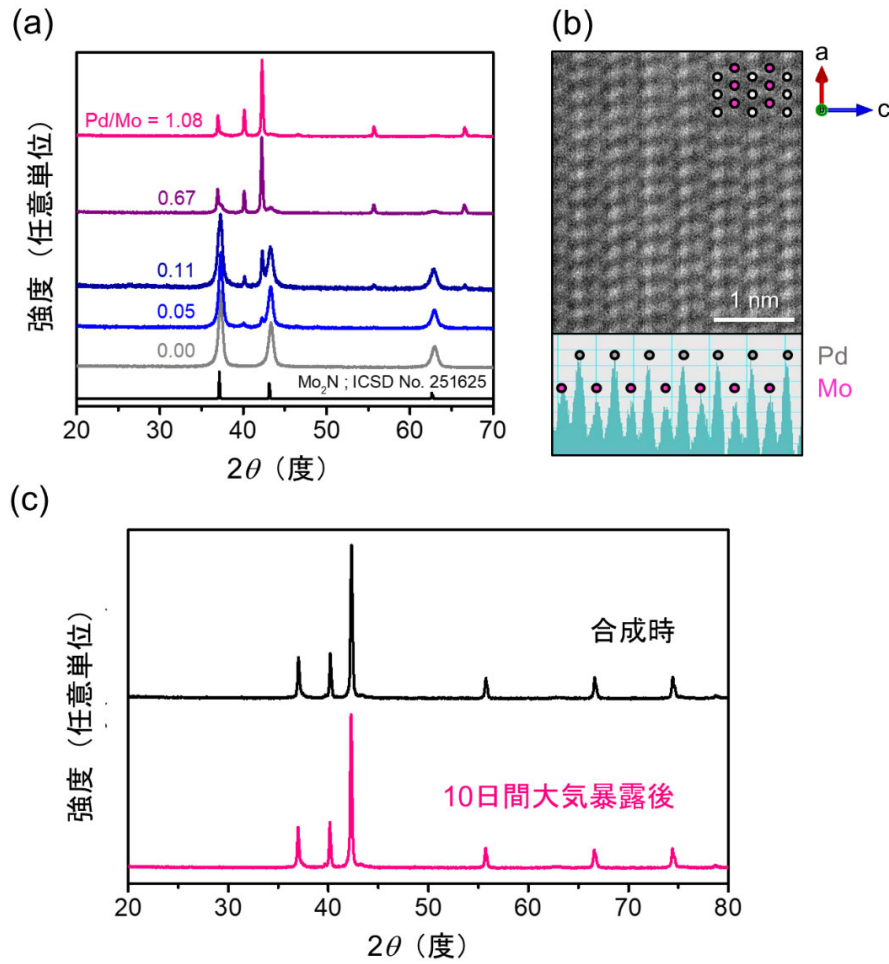 (a)
強度（任意単位）
Pd/Mo = 1.08
0.67
0.11
0.05
0.00
Mo₂N ; ICSD No. 251625
20 30 40 50 60 70
2θ（度）
(b)
a
c
1 nm
Pd
Mo
(c)
強度（任意単位）
合成時
10日間大気暴露後
20 30 40 50 60 70 80
2θ（度）